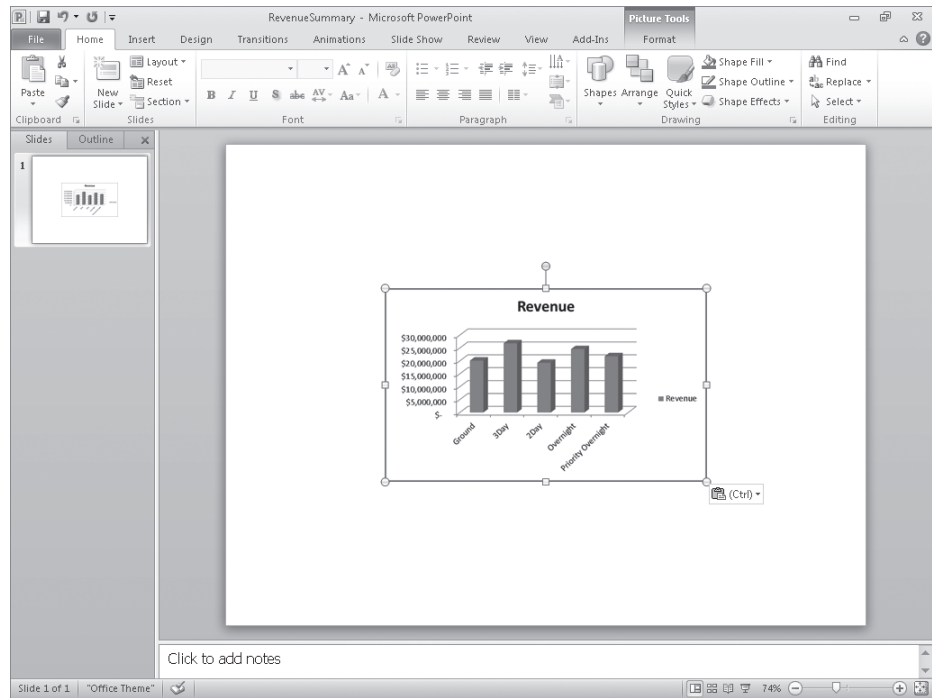 RevenueSummary - Microsoft PowerPoint
Picture Tools
File Home Insert Design Transitions Animations Slide Show Review View Add-Ins Format
Paste
Clipboard
New Slide
Layout
Reset
Section
Slides
B I U S abc AV Aa A
Font
Paragraph
Shapes Arrange Quick Styles
Shape Fill
Shape Outline
Shape Effects
Drawing
Find
Replace
Select
Editing
Slides Outline
1
Revenue
$30,000,000
$25,000,000
$20,000,000
$15,000,000
$10,000,000
$5,000,000
$-
Ground 3Day 2Day Overnight Priority Overnight
Revenue
(Ctrl)
Click to add notes
Slide 1 of 1 "Office Theme" 74%